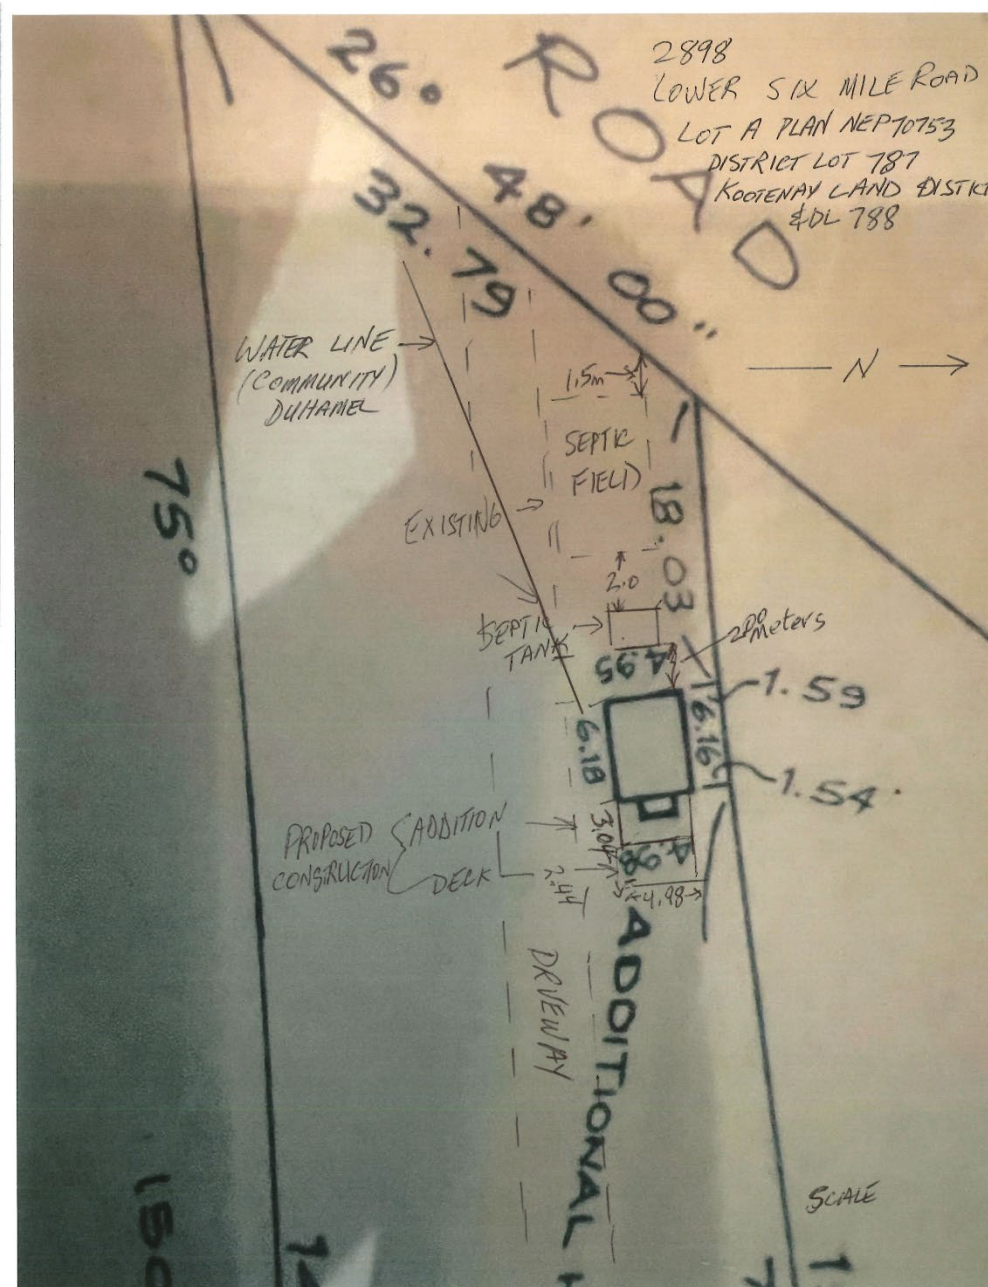 2898
LOWER SIX MILE ROAD
LOT A PLAN NEP70753
DISTRICT LOT 787
KOOTENAY LAND DISTRI
& DL 788
ROAD
26° 48' 00"
32.79
N
WATER LINE
(COMMUNITY)
DUHAMEL
1.5m
SEPTIC
FIELD
EXISTING
75°
18.03
2.0
SEPTIC
TANK
2.00 meters
4.95
1.59
6.18
6.16
1.54
PROPOSED
CONSTRUCTION
ADDITION
DECK
3.04
4.98
2.44
4.98
DRIVEWAY
ADDITIONAL
SCALE